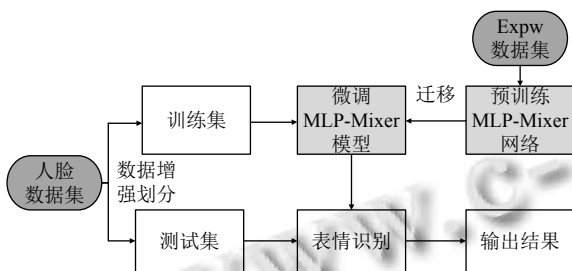 Expw
数据集
训练集
微调
MLP-Mixer
模型
迁移
预训练
MLP-Mixer
网络
人脸
数据集
数据增
强划分
测试集
表情识别
输出结果
www.c-